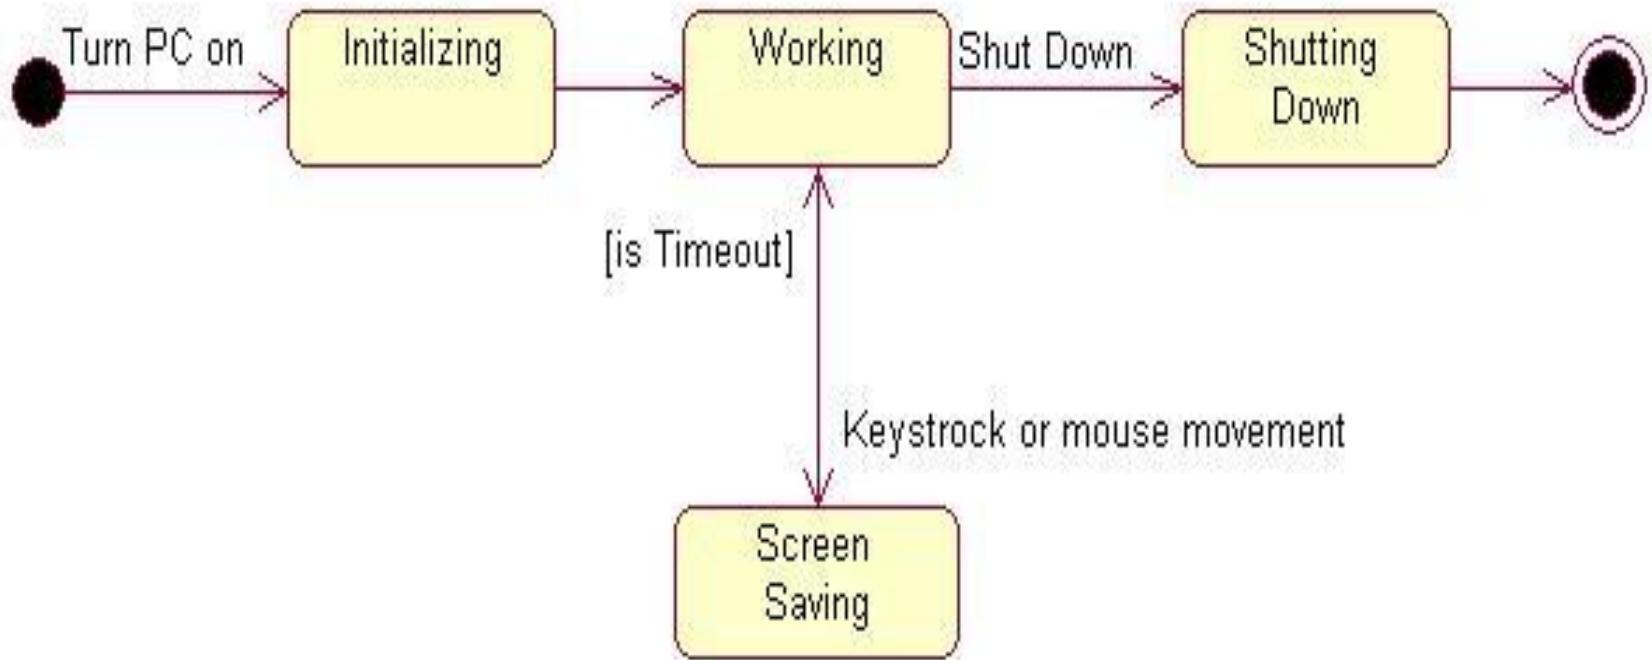 Turn PC on
Initializing
Working
Shut Down
Shutting
Down
[is Timeout]
Keystrock or mouse movement
Screen
Saving